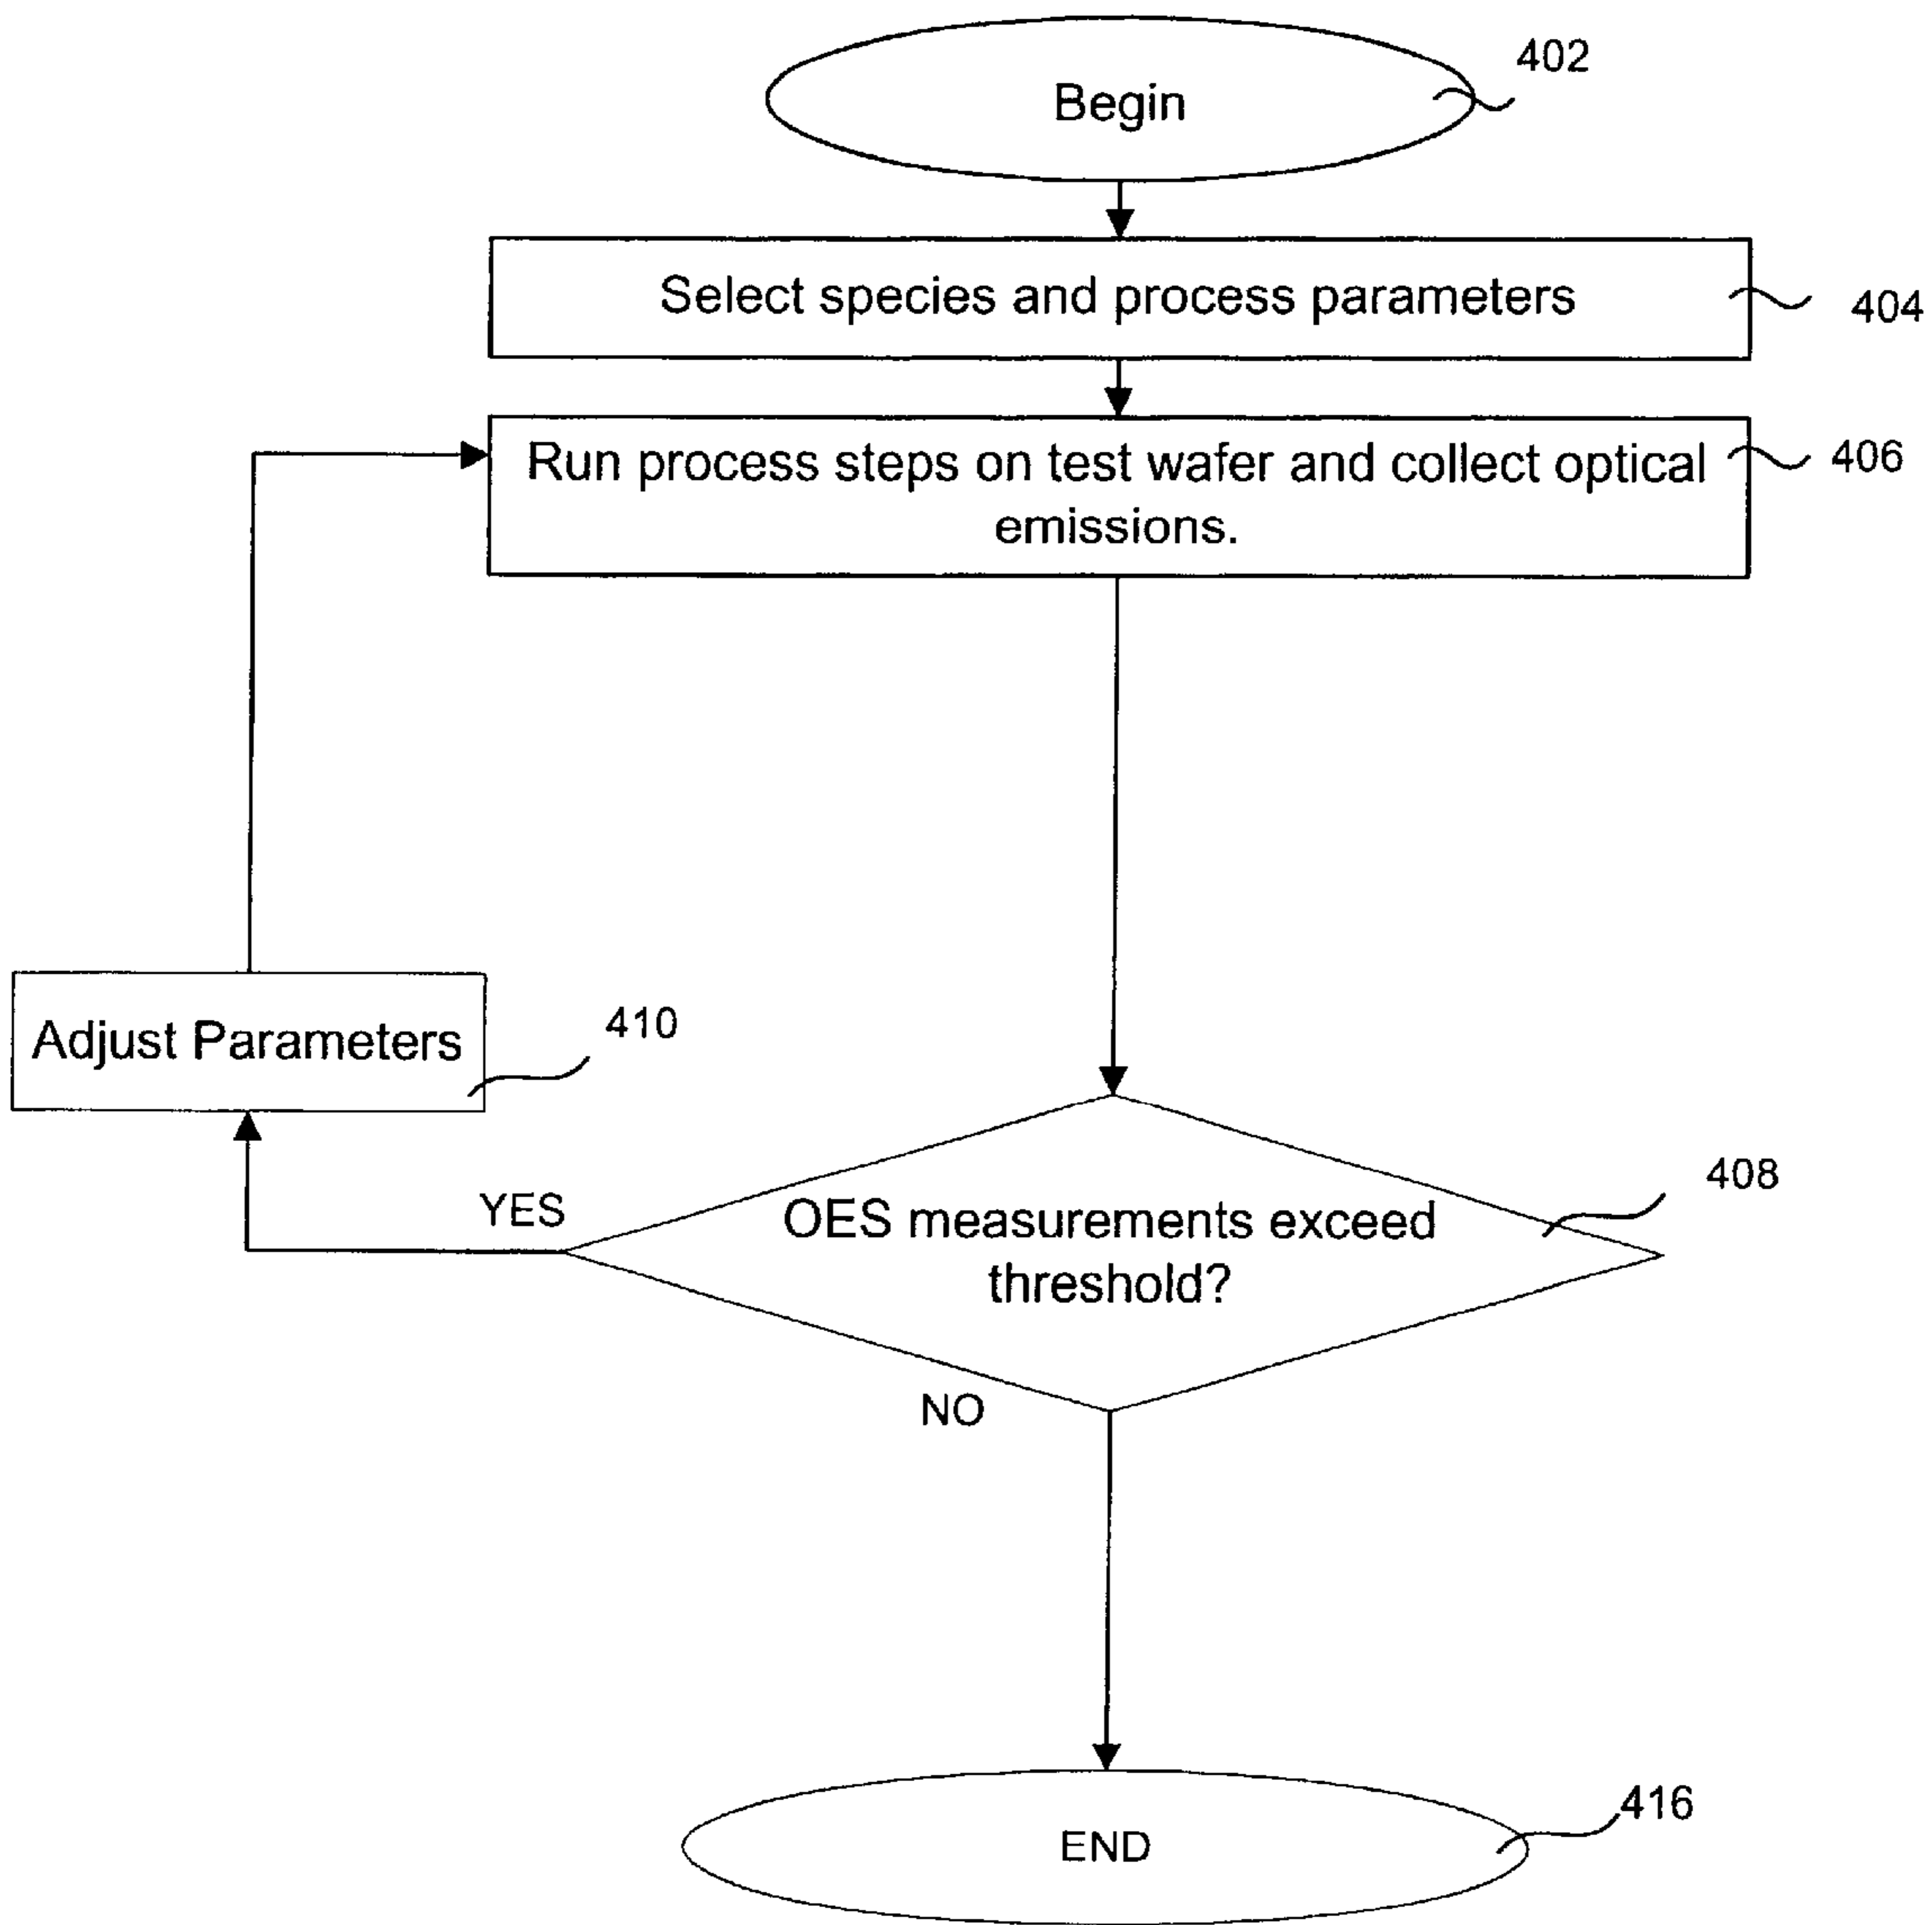 Begin
402
Select species and process parameters
404
Run process steps on test wafer and collect optical
emissions.
406
Adjust Parameters
410
YES
OES measurements exceed
threshold?
408
NO
END
416